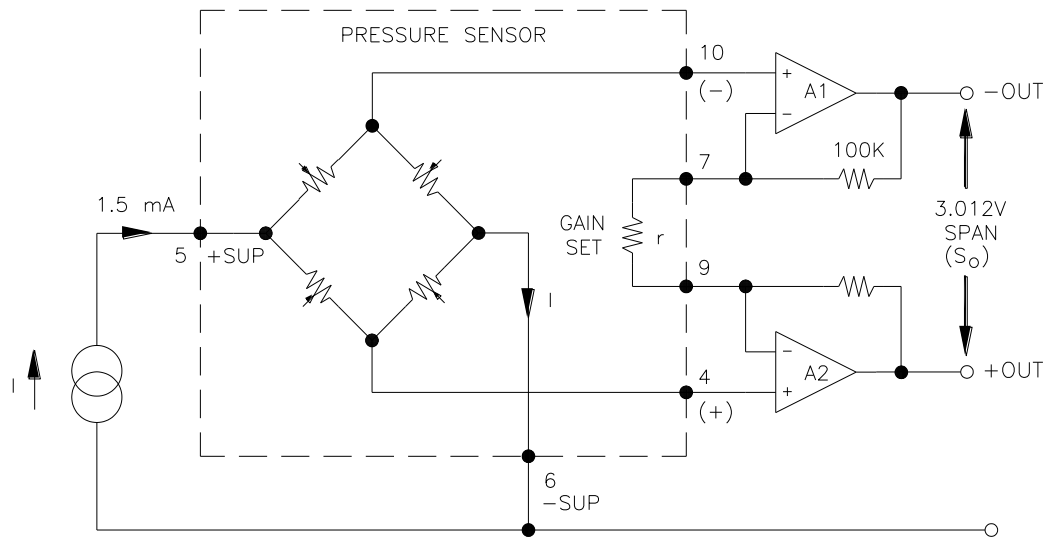 PRESSURE SENSOR
10
(-)
+
A1
-
-OUT
100K
7
1.5 mA
GAIN
SET
r
3.012V
SPAN
(So)
5
+SUP
9
I
I
-
A2
+
+OUT
4
(+)
6
-SUP